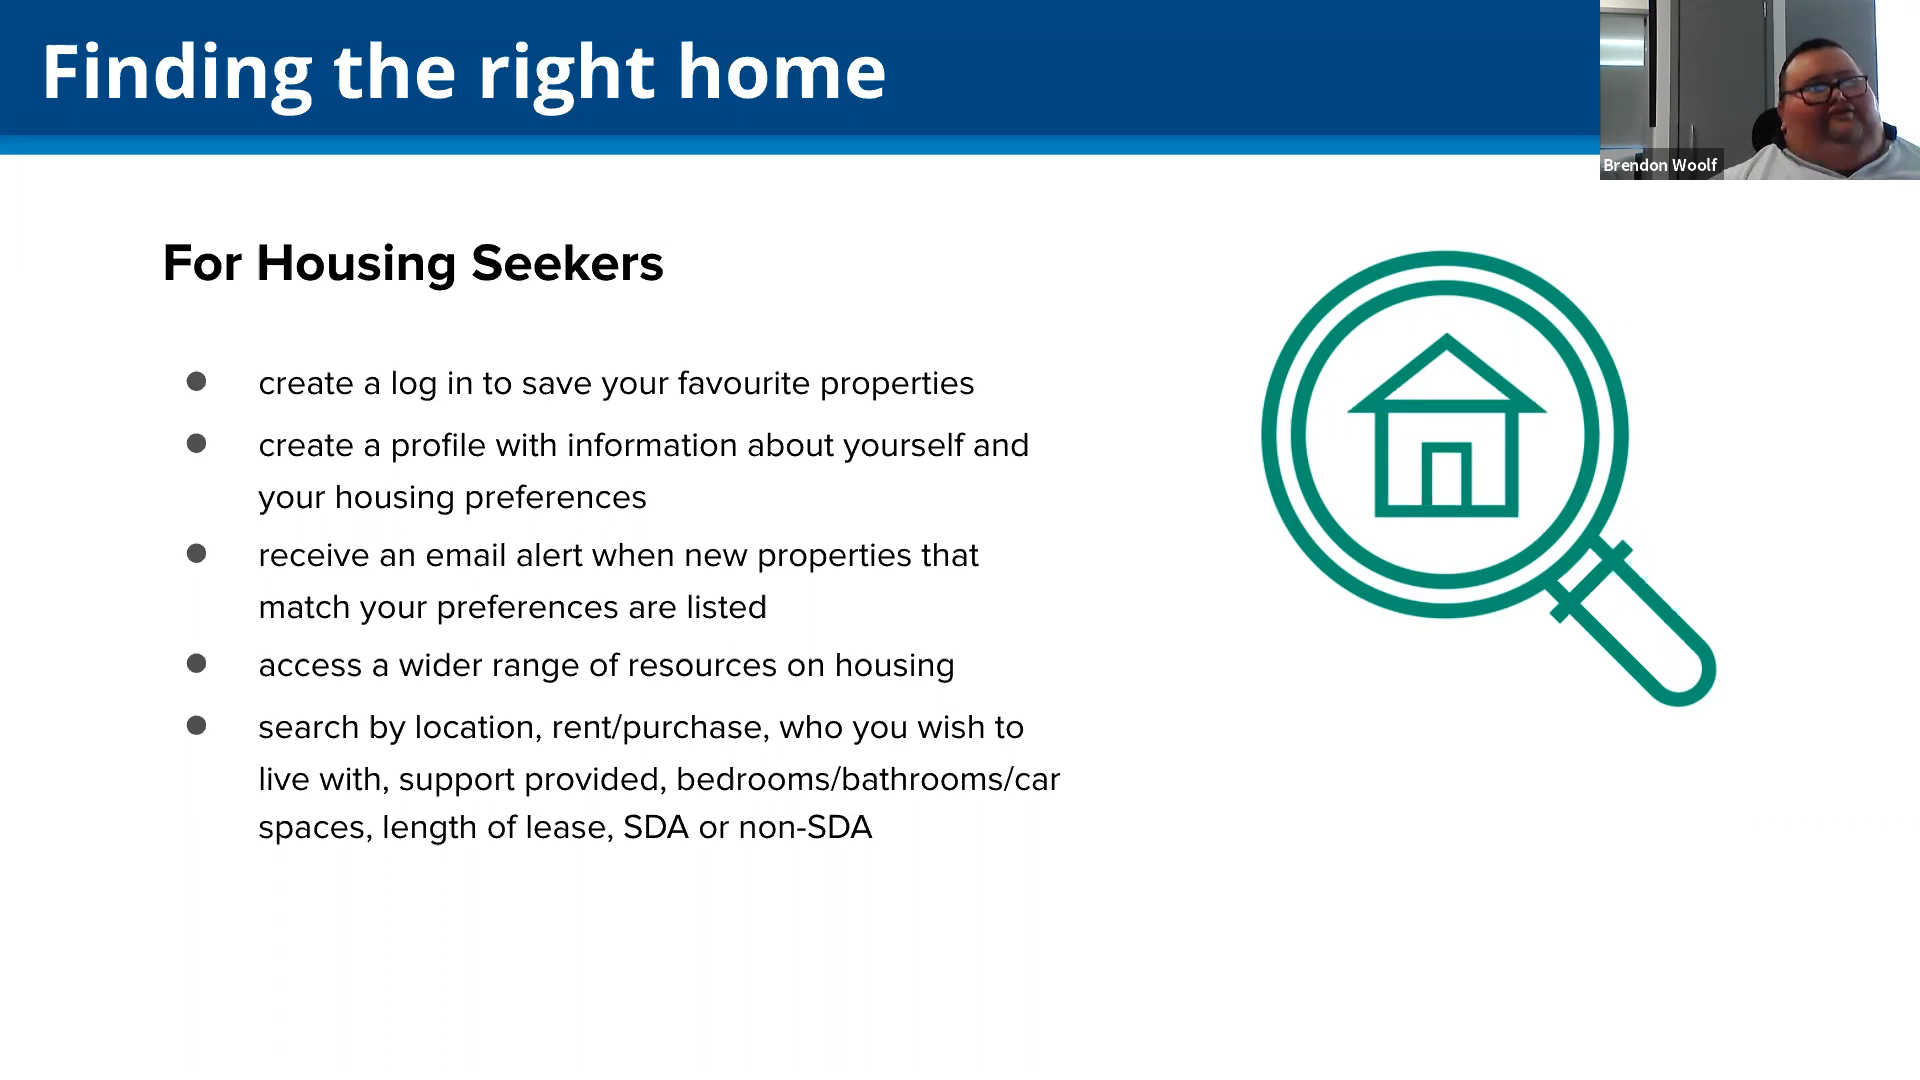 Finding the right home
Brendon Woolf
For Housing Seekers
create a log in to save your favourite properties
create a profile with information about yourself and
your housing preferences
receive an email alert when new properties that
match your preferences are listed
access a wider range of resources on housing
search by location, rent/purchase, who you wish to
live with, support provided, bedrooms/bathrooms/car
spaces, length of lease, SDA or non-SDA